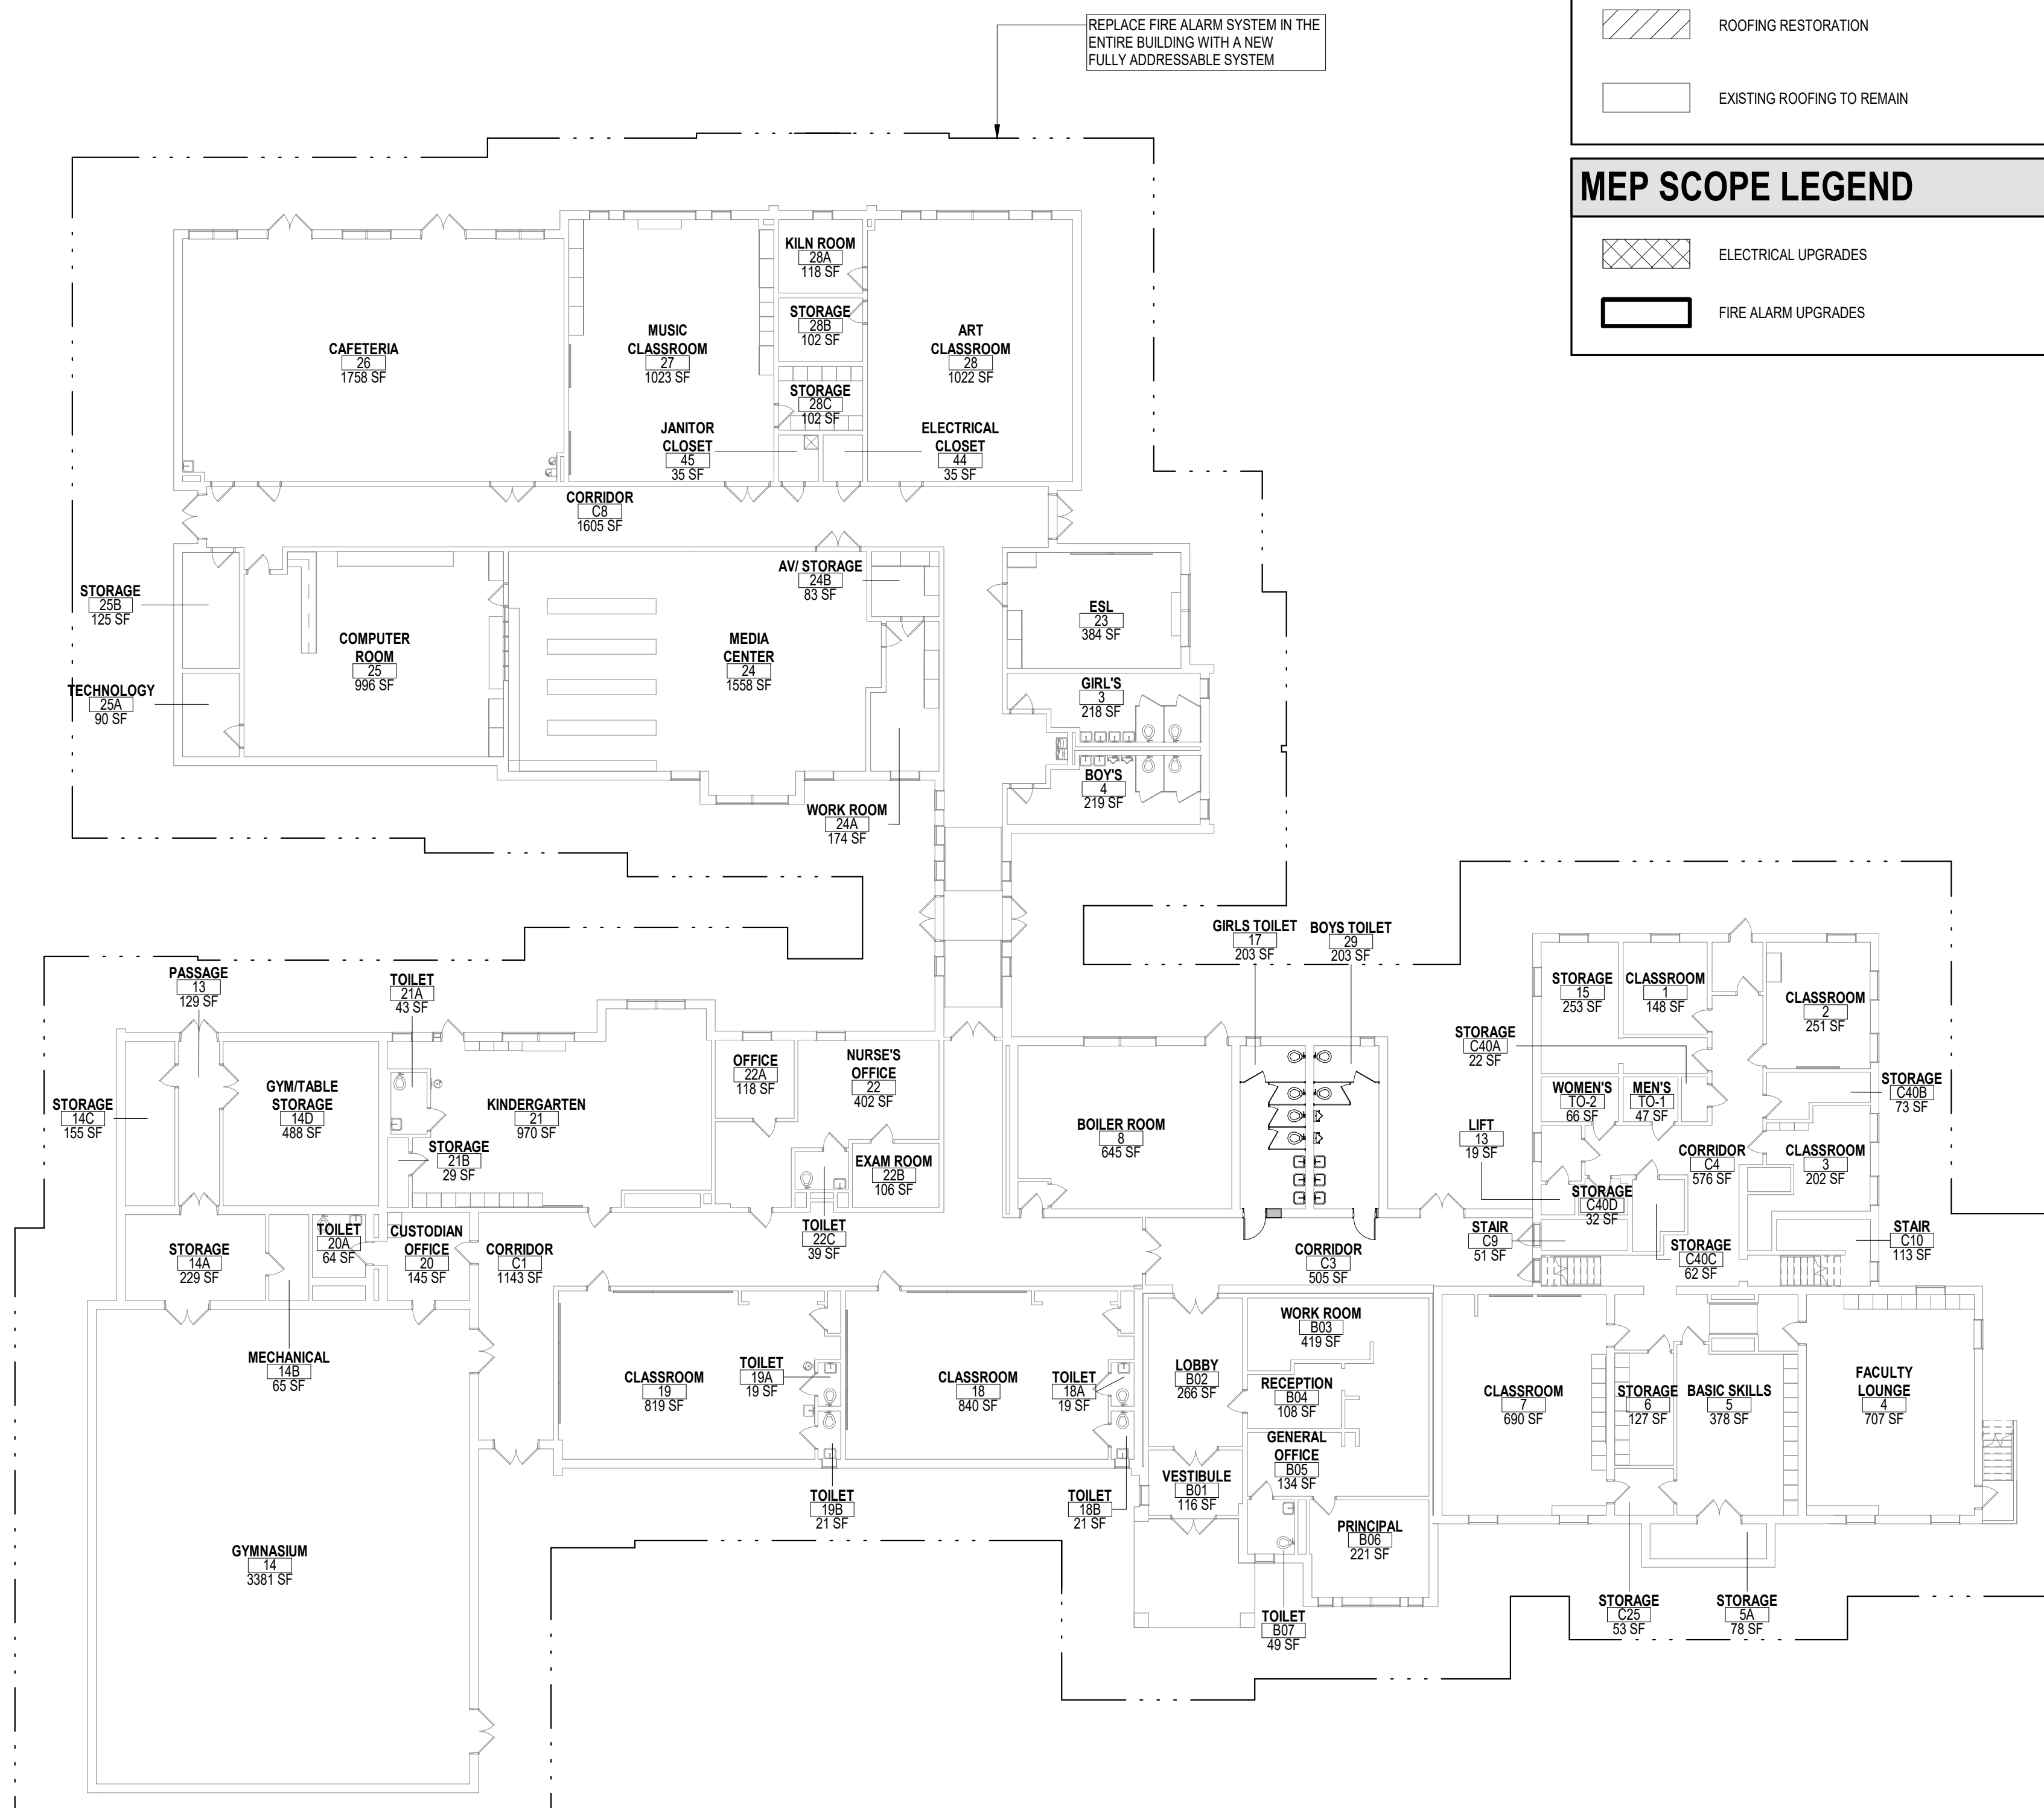 REPLACE FIRE ALARM SYSTEM IN THE
ENTIRE BUILDING WITH A NEW
FULLY ADDRESSABLE SYSTEM
ROOFING RESTORATION
EXISTING ROOFING TO REMAIN
MEP SCOPE LEGEND
ELECTRICAL UPGRADES
FIRE ALARM UPGRADES
CAFETERIA
26
1758 SF
MUSIC
CLASSROOM
27
1023 SF
KILN ROOM
28A
118 SF
STORAGE
28B
102 SF
STORAGE
28C
102 SF
ART
CLASSROOM
28
1022 SF
JANITOR
CLOSET
45
35 SF
ELECTRICAL
CLOSET
44
35 SF
CORRIDOR
C8
1605 SF
STORAGE
25B
125 SF
TECHNOLOGY
25A
90 SF
COMPUTER
ROOM
25
996 SF
MEDIA
CENTER
24
1558 SF
AV/ STORAGE
24B
83 SF
WORK ROOM
24A
174 SF
ESL
23
384 SF
GIRL'S
3
218 SF
BOY'S
4
219 SF
GIRLS TOILET
17
203 SF
BOYS TOILET
29
203 SF
PASSAGE
13
129 SF
TOILET
21A
43 SF
STORAGE
14C
155 SF
GYM/TABLE
STORAGE
14D
488 SF
KINDERGARTEN
21
970 SF
STORAGE
21B
29 SF
OFFICE
22A
118 SF
NURSE'S
OFFICE
22
402 SF
EXAM ROOM
22B
106 SF
TOILET
22C
39 SF
BOILER ROOM
8
645 SF
STORAGE
15
253 SF
CLASSROOM
1
148 SF
CLASSROOM
2
251 SF
STORAGE
C40A
22 SF
WOMEN'S
TO-2
66 SF
MEN'S
TO-1
47 SF
STORAGE
C40B
73 SF
LIFT
13
19 SF
CORRIDOR
C4
576 SF
CLASSROOM
3
202 SF
STORAGE
C40D
32 SF
STAIR
C9
51 SF
STORAGE
C40C
62 SF
STAIR
C10
113 SF
STORAGE
14A
229 SF
TOILET
20A
64 SF
CUSTODIAN
OFFICE
20
145 SF
CORRIDOR
C1
1143 SF
CORRIDOR
C3
505 SF
MECHANICAL
14B
65 SF
CLASSROOM
19
819 SF
TOILET
19A
19 SF
CLASSROOM
18
840 SF
TOILET
18A
19 SF
TOILET
19B
21 SF
TOILET
18B
21 SF
LOBBY
B02
266 SF
WORK ROOM
B03
419 SF
RECEPTION
B04
108 SF
GENERAL
OFFICE
B05
134 SF
VESTIBULE
B01
116 SF
PRINCIPAL
B06
221 SF
TOILET
B07
49 SF
CLASSROOM
7
690 SF
STORAGE
6
127 SF
BASIC SKILLS
5
378 SF
FACULTY
LOUNGE
4
707 SF
STORAGE
C25
53 SF
STORAGE
5A
78 SF
GYMNASIUM
14
3381 SF